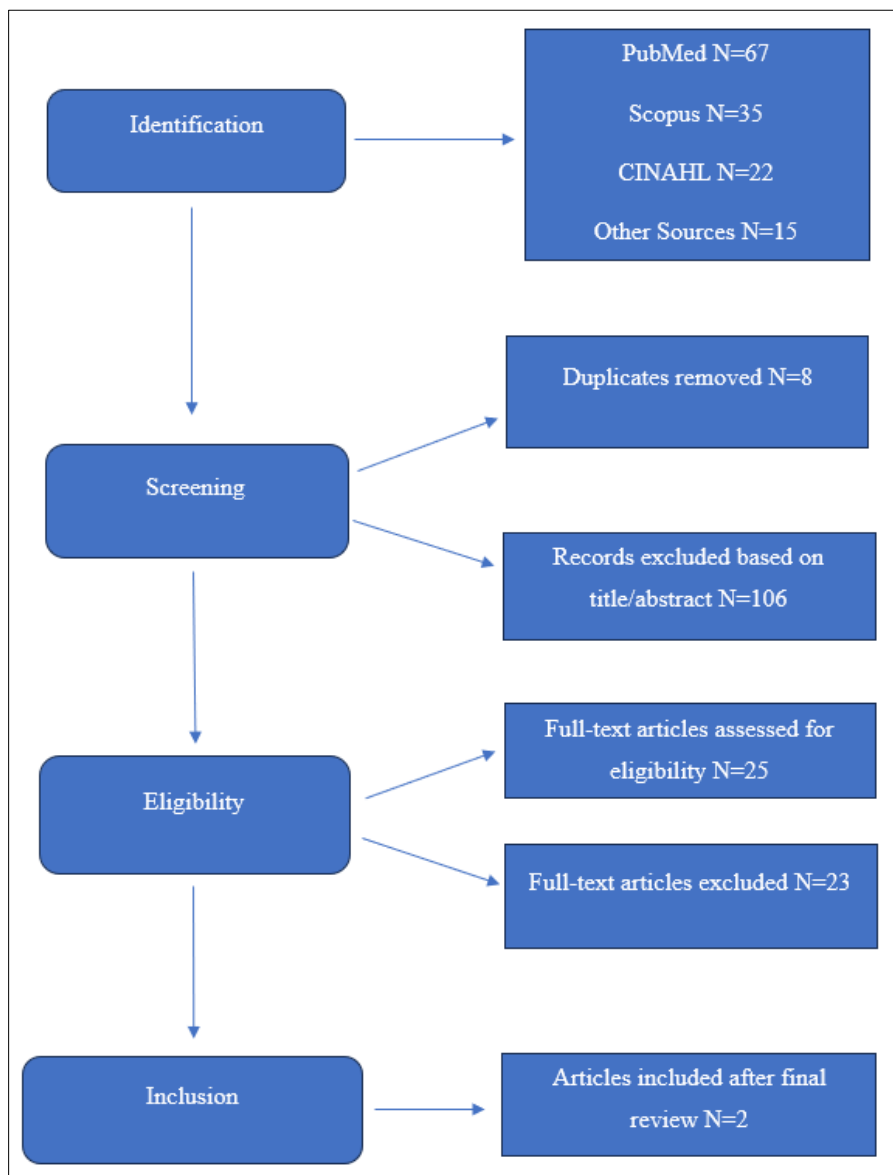 Identification
PubMed N=67
Scopus N=35
CINAHL N=22
Other Sources N=15
Screening
Duplicates removed N=8
Records excluded based on
title/abstract N=106
Eligibility
Full-text articles assessed for
eligibility N=25
Full-text articles excluded N=23
Inclusion
Articles included after final
review N=2